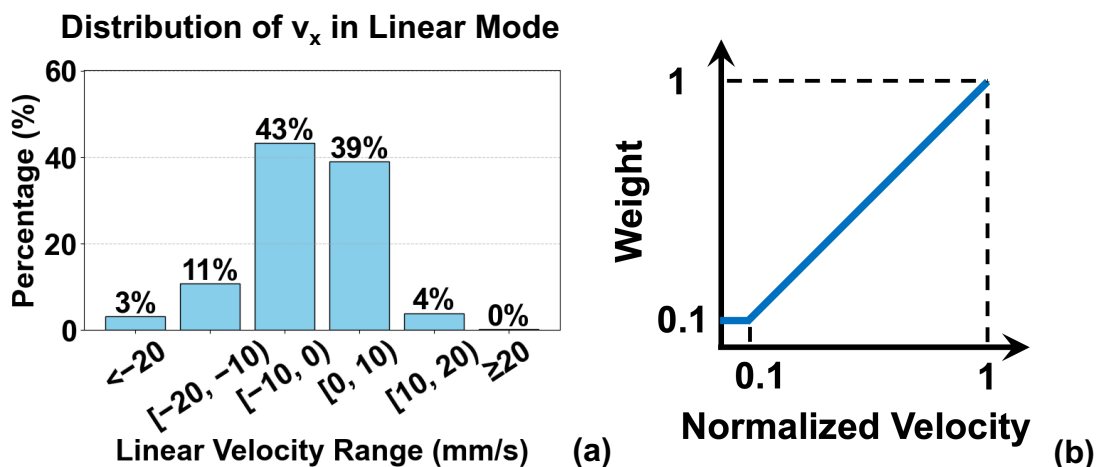 Distribution of vx in Linear Mode
Percentage (%)
60
40
20
0
3%
11%
43%
39%
4%
0%
<−20
[−20, −10)
[−10, 0)
[0, 10)
[10, 20)
≥20
Linear Velocity Range (mm/s)
(a)
Weight
1
0.1
0.1
1
Normalized Velocity
(b)